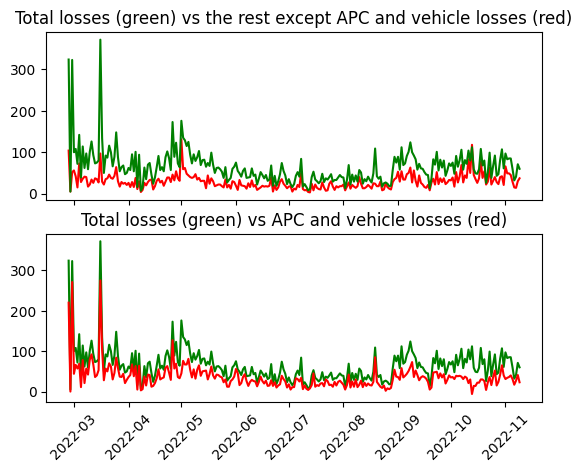 Total losses (green) vs the rest except APC and vehicle losses (red)
300
200
100
0
Total losses (green) vs APC and vehicle losses (red)
300
200
100
0
2022-03 2022-04 2022-05 2022-06 2022-07 2022-08 2022-09 2022-10 2022-11